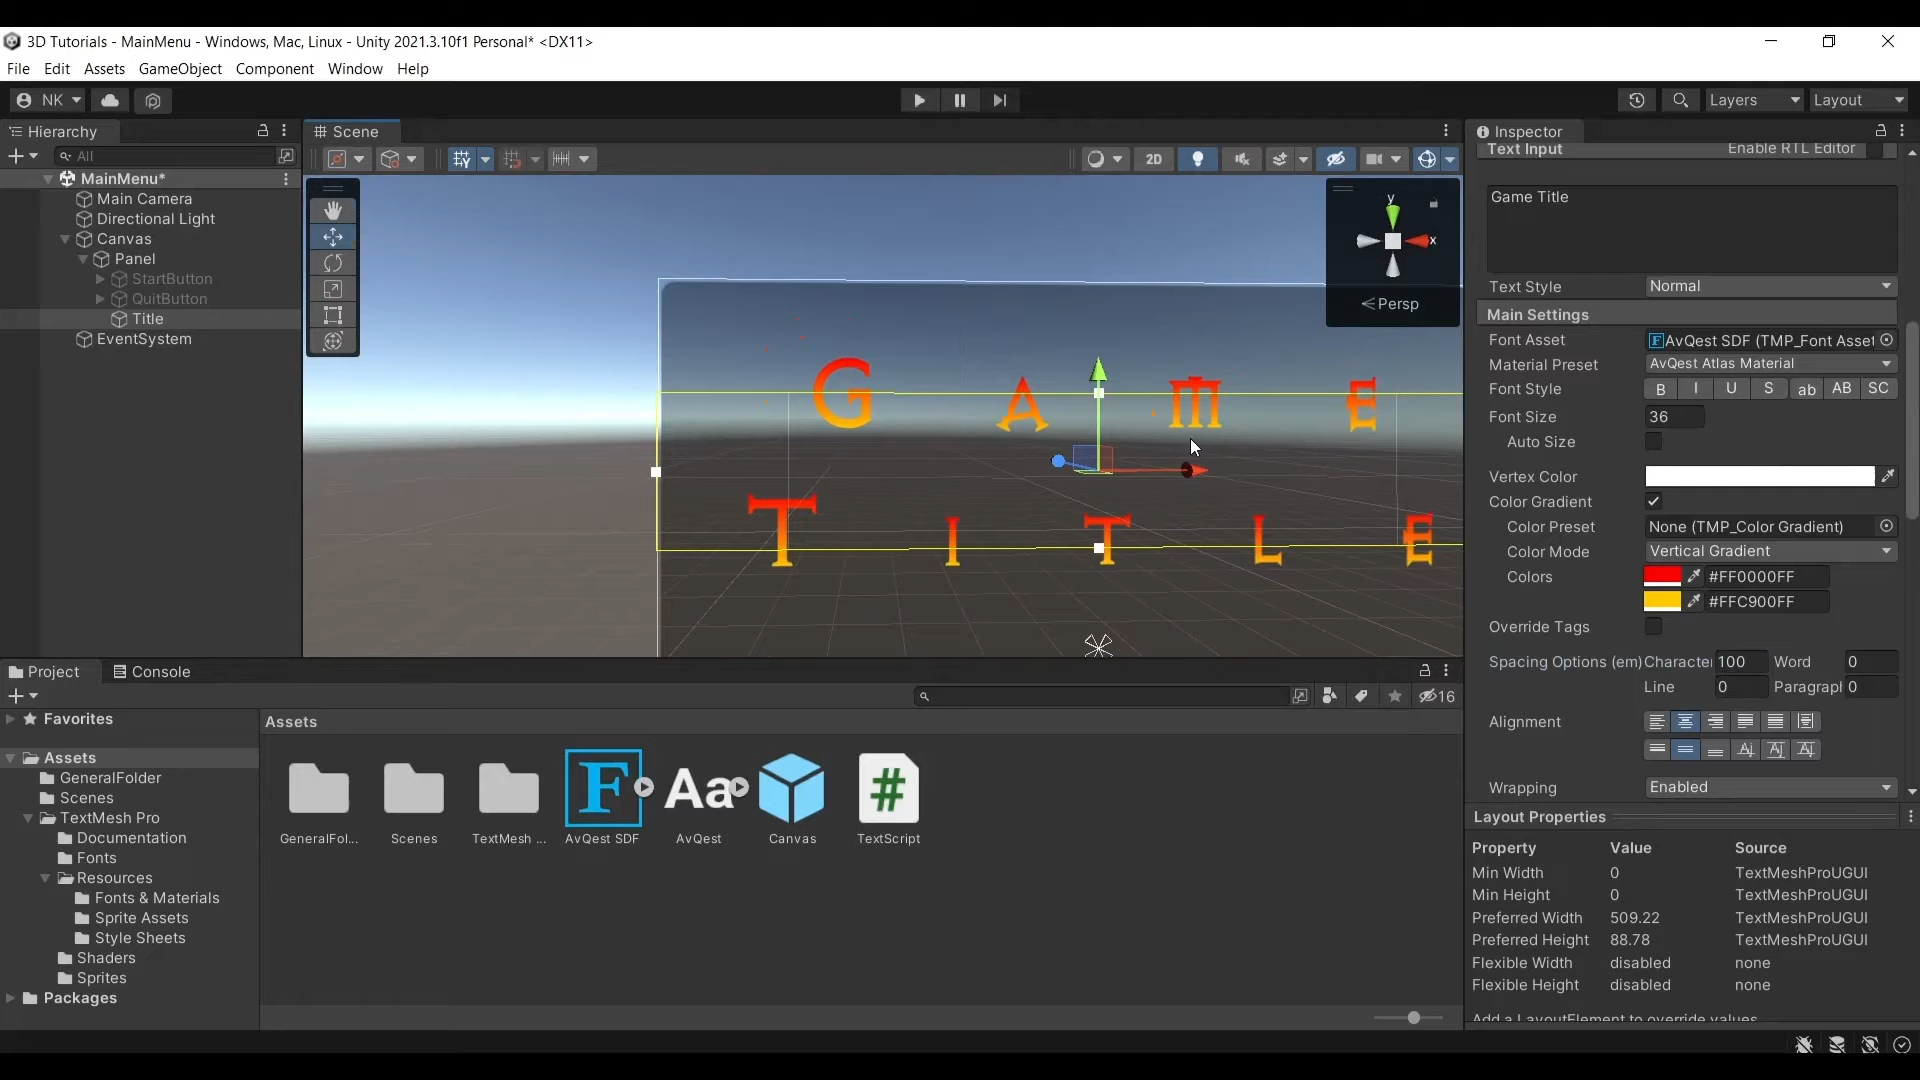 3D Tutorials - MainMenu - Windows, Mac, Linux - Unity 2021.3.10f1 Personal* <DX11>
File Edit Assets GameObject Component Window Help
NK
Layers
Layout
Hierarchy
All
MainMenu*
Main Camera
Directional Light
Canvas
Panel
StartButton
QuitButton
Title
EventSystem
Scene
2D
y
x
Persp
GAME
TITLE
Inspector
Text Input Enable RTL Editor
Game Title
Text Style Normal
Main Settings
Font Asset AvQest SDF (TMP_Font Asset
Material Preset AvQest Atlas Material
Font Style B I U S ab AB SC
Font Size 36
Auto Size
Vertex Color
Color Gradient
Color Preset None (TMP_Color Gradient)
Color Mode Vertical Gradient
Colors #FF0000FF
#FFC900FF
Override Tags
Spacing Options (em) Character 100 Word 0
Line 0 Paragraph 0
Alignment
Wrapping Enabled
Layout Properties
Property Value Source
Min Width 0 TextMeshProUGUI
Min Height 0 TextMeshProUGUI
Preferred Width 509.22 TextMeshProUGUI
Preferred Height 88.78 TextMeshProUGUI
Flexible Width disabled none
Flexible Height disabled none
Add a LayoutElement to override values
Project Console
16
Favorites
Assets
GeneralFolder
Scenes
TextMesh Pro
Documentation
Fonts
Resources
Fonts & Materials
Sprite Assets
Style Sheets
Shaders
Sprites
Packages
Assets
F
Aa
#
GeneralFol...
Scenes
TextMesh ...
AvQest SDF
AvQest
Canvas
TextScript